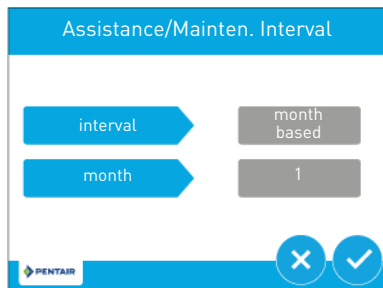 Assistance/Mainten. Interval
interval
month
based
month
1
PENTAIR